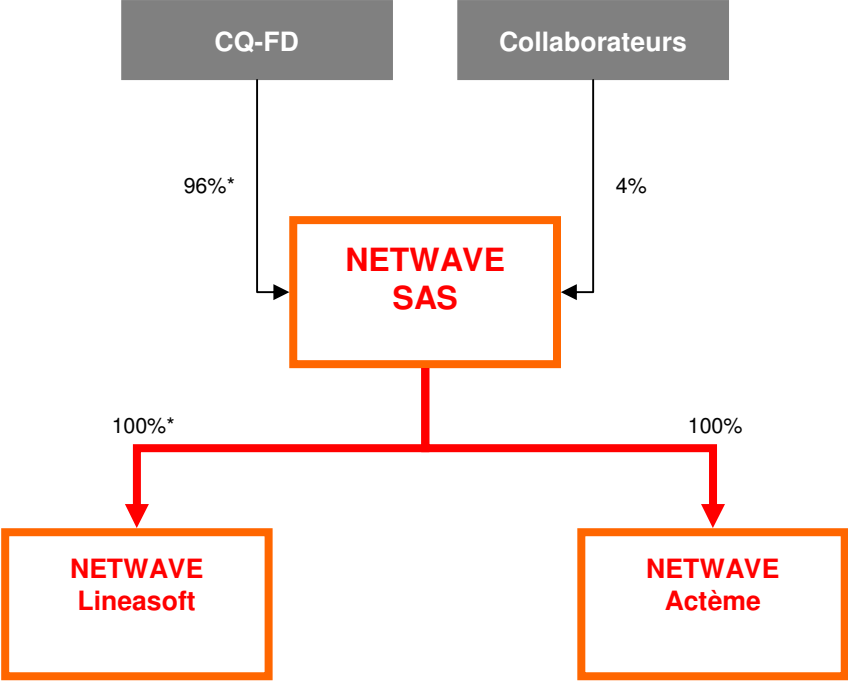 CQ-FD
Collaborateurs
96%*
4%
NETWAVE
SAS
100%*
100%
NETWAVE
Lineasoft
NETWAVE
Actème